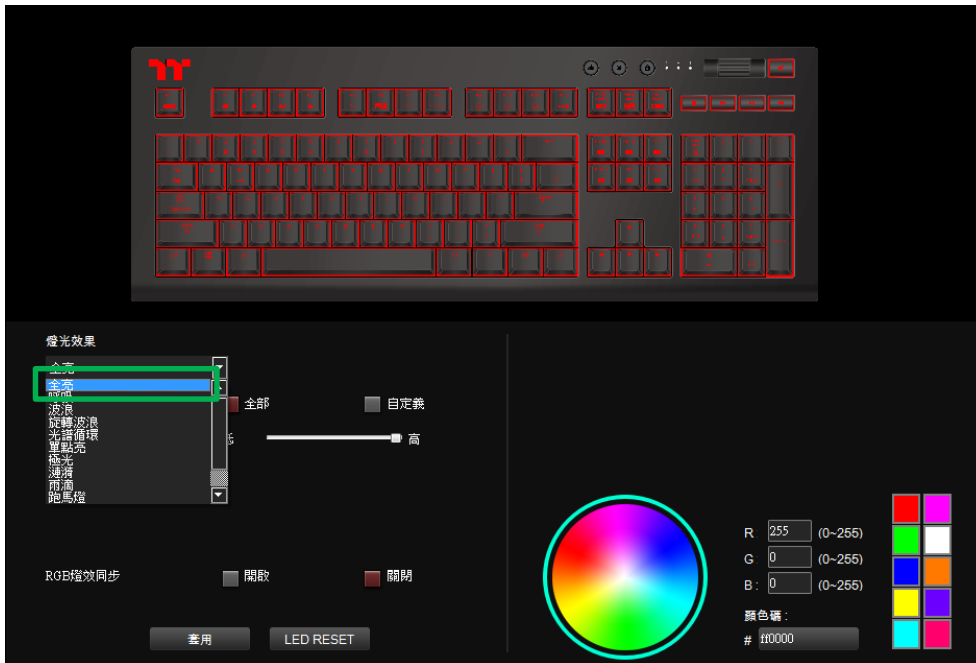 燈光效果
全亮
全亮
呼吸
波浪
旋轉波浪
光譜循環
單點亮
極光
漣漪
雨滴
跑馬燈
全部
自定義
低
高
RGB燈效同步
開啟
關閉
套用
LED RESET
R: 255 (0~255)
G: 0 (0~255)
B: 0 (0~255)
顏色碼:
# ff0000